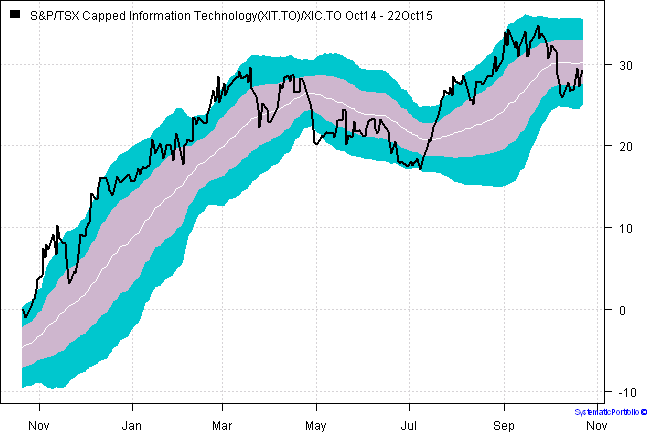 S&P/TSX Capped Information Technology(XIT.TO)/XIC.TO Oct14 - 22Oct15
30
20
10
0
-10
SystematicPortfolio ©
Nov Jan Mar May Jul Sep Nov